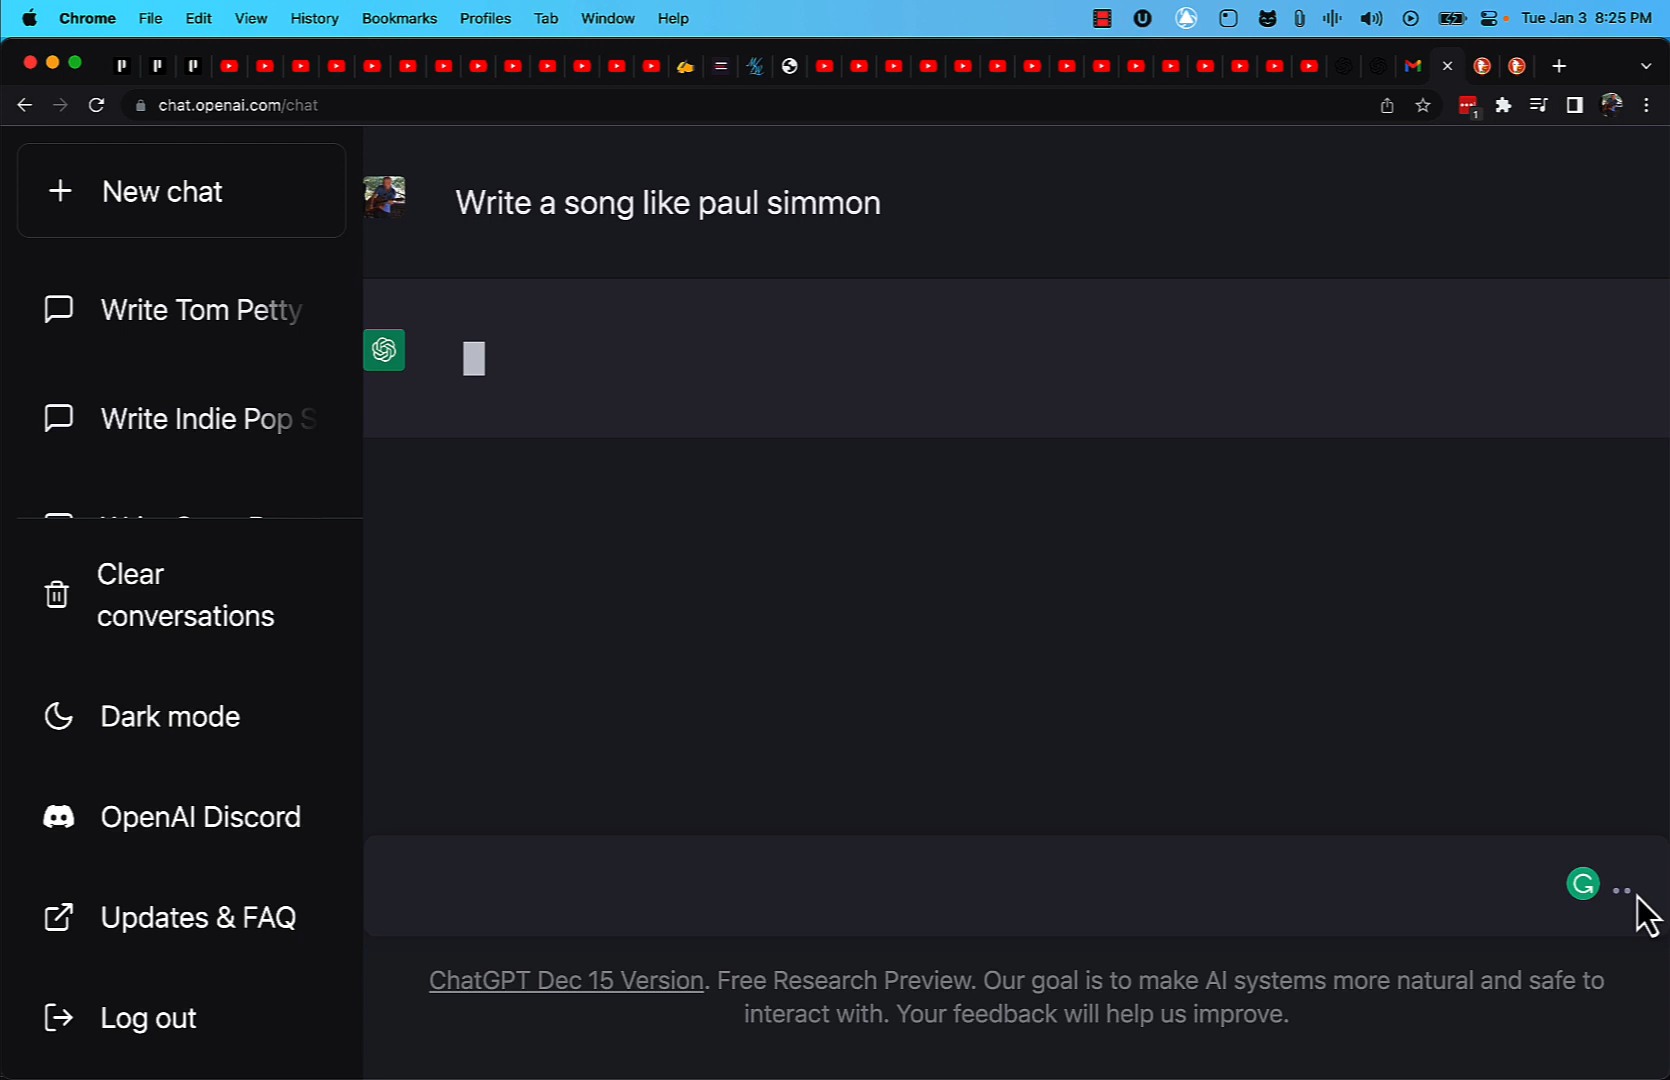 Chrome File Edit View History Bookmarks Profiles Tab Window Help Tue Jan 3 8:25 PM
chat.openai.com/chat
1
New chat
Write a song like paul simmon
Write Tom Petty
Write Indie Pop S
Clear
conversations
Dark mode
OpenAI Discord
Updates & FAQ
Log out
ChatGPT Dec 15 Version. Free Research Preview. Our goal is to make AI systems more natural and safe to
interact with. Your feedback will help us improve.